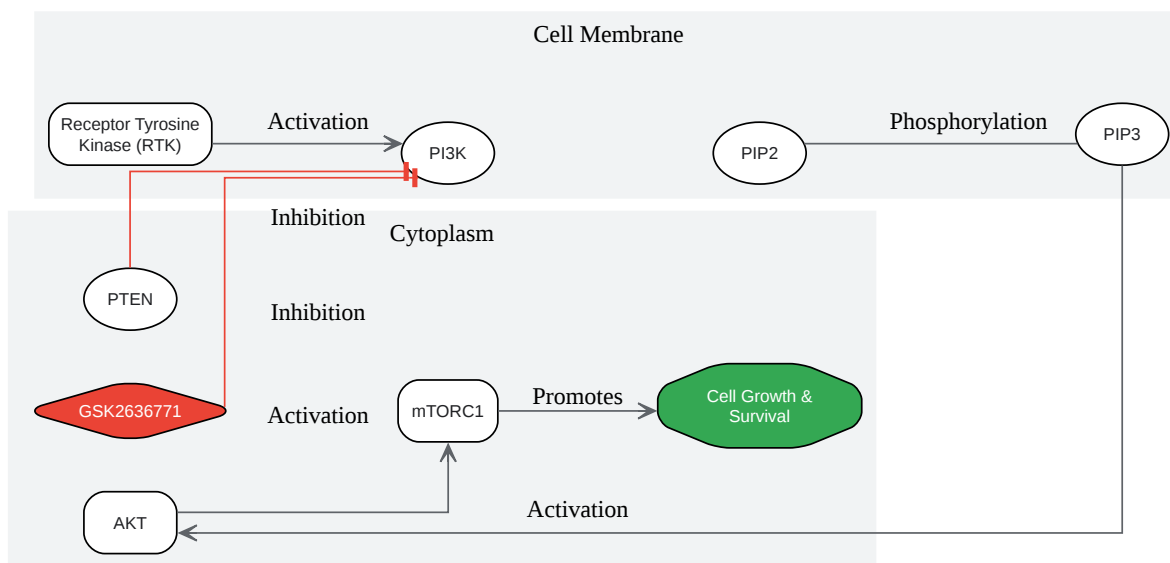 Cell Membrane
Receptor Tyrosine
Kinase (RTK)
Activation
PI3K
PIP2
Phosphorylation
PIP3
Inhibition
Cytoplasm
PTEN
Inhibition
GSK2636771
Activation
mTORC1
Promotes
Cell Growth &
Survival
AKT
Activation